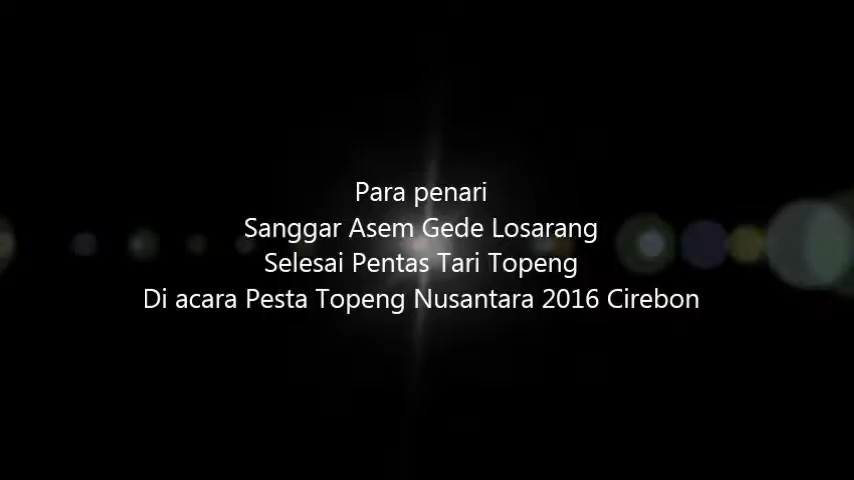 Para penari
Sanggar Asem Gede Losarang
Selesai Pentas Tari Topeng
Di acara Pesta Topeng Nusantara 2016 Cirebon